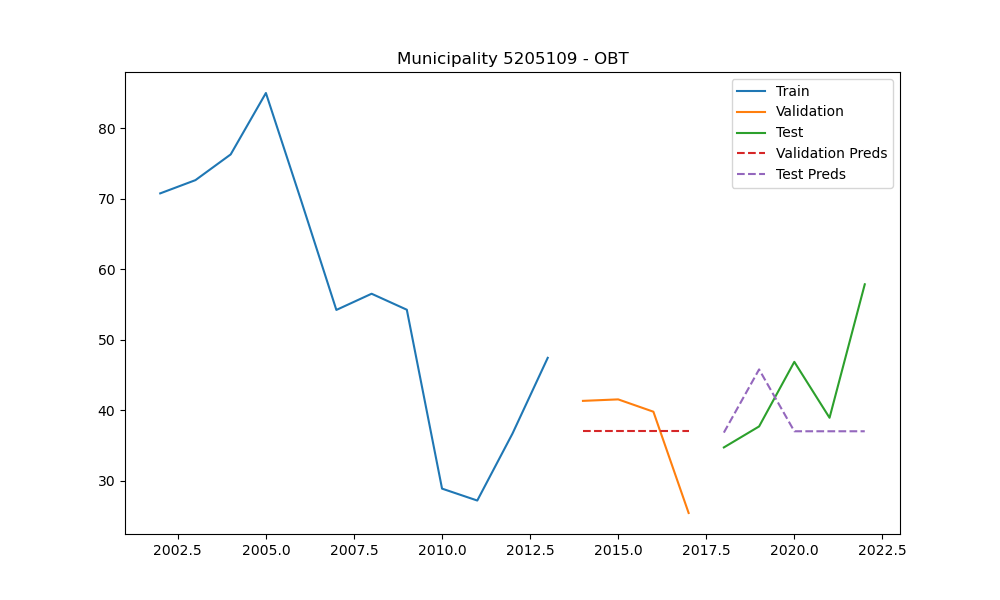 Municipality 5205109 - OBT
Train
Validation
Test
Validation Preds
Test Preds
80
70
60
50
40
30
2002.5 2005.0 2007.5 2010.0 2012.5 2015.0 2017.5 2020.0 2022.5